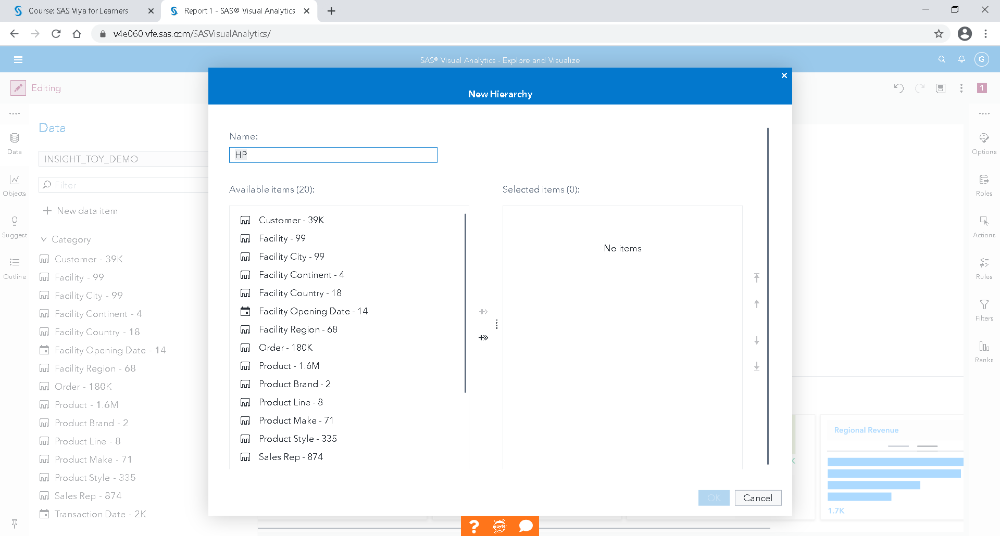 Course: SAS Viya for Learners
Report 1 - SAS® Visual Analytics
v4e060.vfe.sas.com/SASVisualAnalytics/
SAS® Visual Analytics - Explore and Visualize
G
Editing
1
Data
Objects
Suggest
Outline
Data
INSIGHT_TOY_DEMO
Filter
New data item
Category
Customer - 39K
Facility - 99
Facility City - 99
Facility Continent - 4
Facility Country - 18
Facility Opening Date - 14
Facility Region - 68
Order - 180K
Product - 1.6M
Product Brand - 2
Product Line - 8
Product Make - 71
Product Style - 335
Sales Rep - 874
Transaction Date - 2K
New Hierarchy
Name:
HP
Available items (20):
Customer - 39K
Facility - 99
Facility City - 99
Facility Continent - 4
Facility Country - 18
Facility Opening Date - 14
Facility Region - 68
Order - 180K
Product - 1.6M
Product Brand - 2
Product Line - 8
Product Make - 71
Product Style - 335
Sales Rep - 874
Selected items (0):
No items
OK
Cancel
Options
Roles
Actions
Rules
Filters
Ranks
K
Regional Revenue
1.7K
?
jupyter